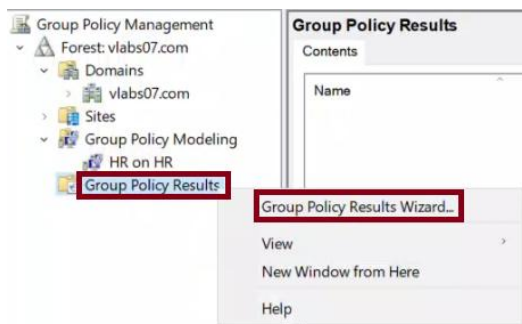 Group Policy Management
Forest: vlabs07.com
Domains
vlabs07.com
Sites
Group Policy Modeling
HR on HR
Group Policy Results
Group Policy Results
Contents
Name
Group Policy Results Wizard...
View
New Window from Here
Help